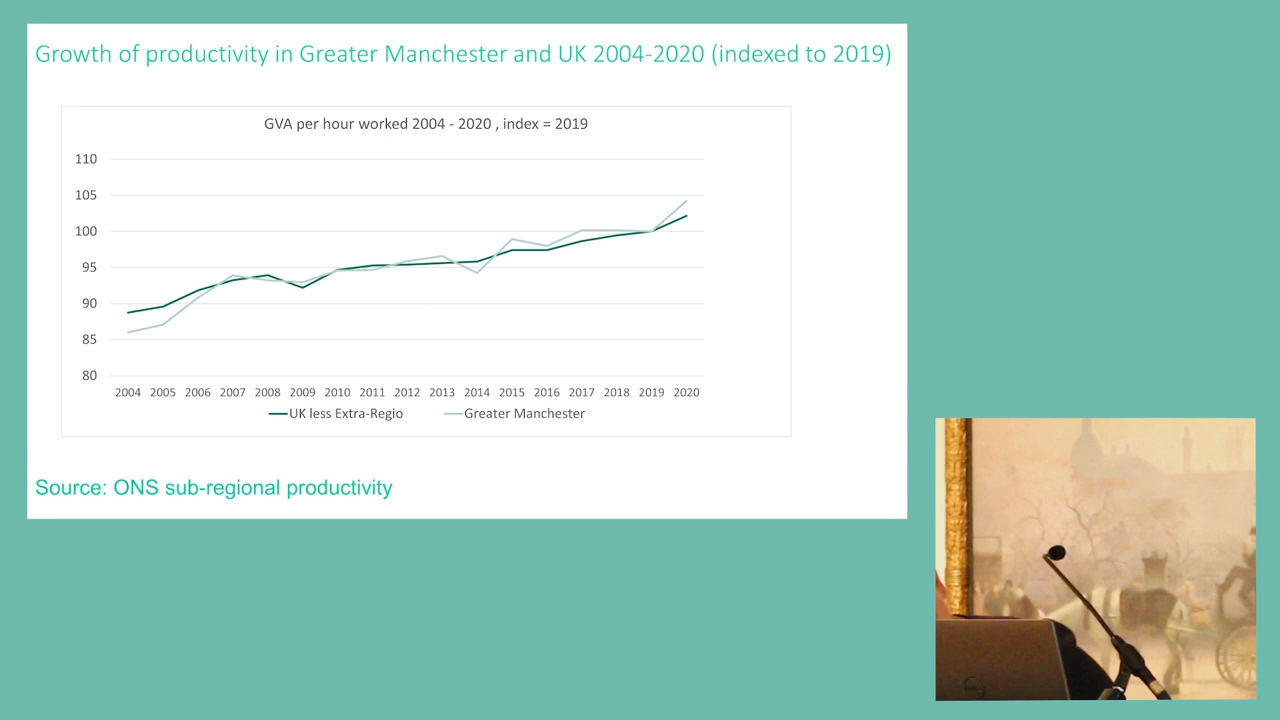 Growth of productivity in Greater Manchester and UK 2004-2020 (indexed to 2019)
GVA per hour worked 2004 - 2020 , index = 2019
110
105
100
95
90
85
80
2004 2005 2006 2007 2008 2009 2010 2011 2012 2013 2014 2015 2016 2017 2018 2019 2020
UK less Extra-Regio Greater Manchester
Source: ONS sub-regional productivity